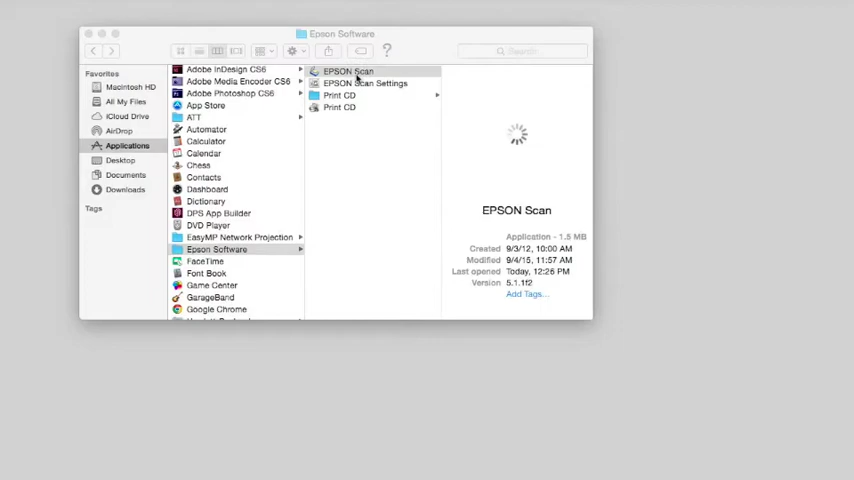 Epson Software
Search
Favorites
Macintosh HD
All My Files
iCloud Drive
AirDrop
Applications
Desktop
Documents
Downloads
Tags
Adobe InDesign CS6
Adobe Media Encoder CS6
Adobe Photoshop CS6
App Store
ATT
Automator
Calculator
Calendar
Chess
Contacts
Dashboard
Dictionary
DPS App Builder
DVD Player
EasyMP Network Projection
Epson Software
FaceTime
Font Book
Game Center
GarageBand
Google Chrome
EPSON Scan
EPSON Scan Settings
Print CD
Print CD
EPSON Scan
Application - 1.5 MB
Created 9/3/12, 10:00 AM
Modified 9/4/15, 11:57 AM
Last opened Today, 12:26 PM
Version 5.1.1f2
Add Tags...